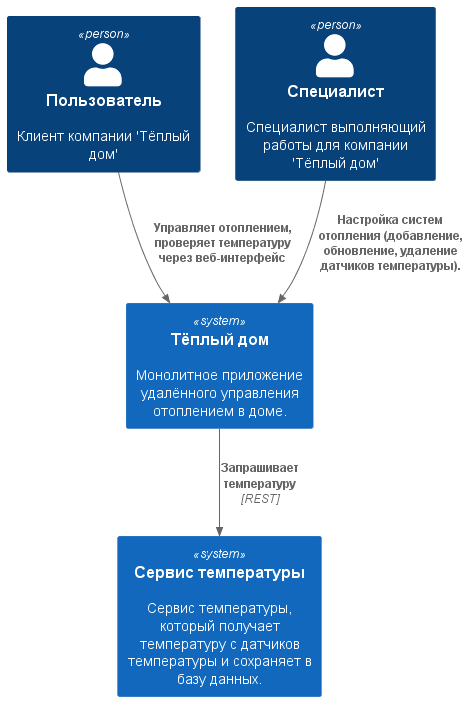 «person»
Пользователь
Клиент компании 'Тёплый
дом'
«person»
Специалист
Специалист выполняющий
работы для компании
'Тёплый дом'
Управляет отоплением,
проверяет температуру
через веб-интерфейс
Настройка систем
отопления (добавление,
обновление, удаление
датчиков температуры).
«system»
Тёплый дом
Монолитное приложение
удалённого управления
отоплением в доме.
Запрашивает
температуру
[REST]
«system»
Сервис температуры
Сервис температуры,
который получает
температуру с датчиков
температуры и сохраняет в
базу данных.